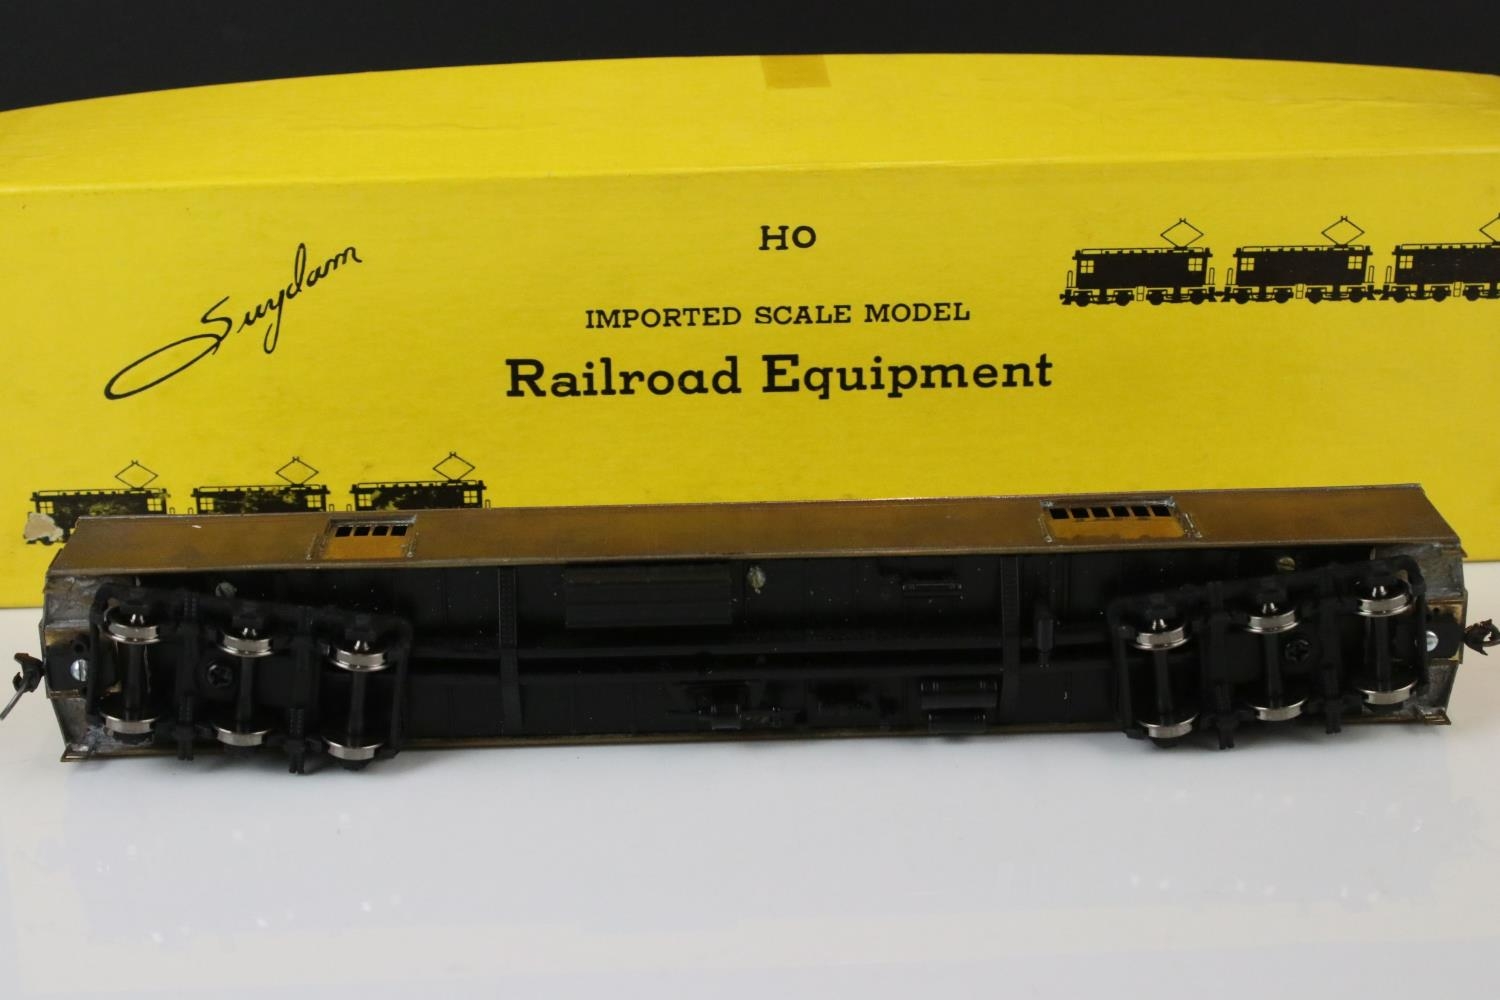 Suydam
HO
IMPORTED SCALE MODEL
Railroad Equipment